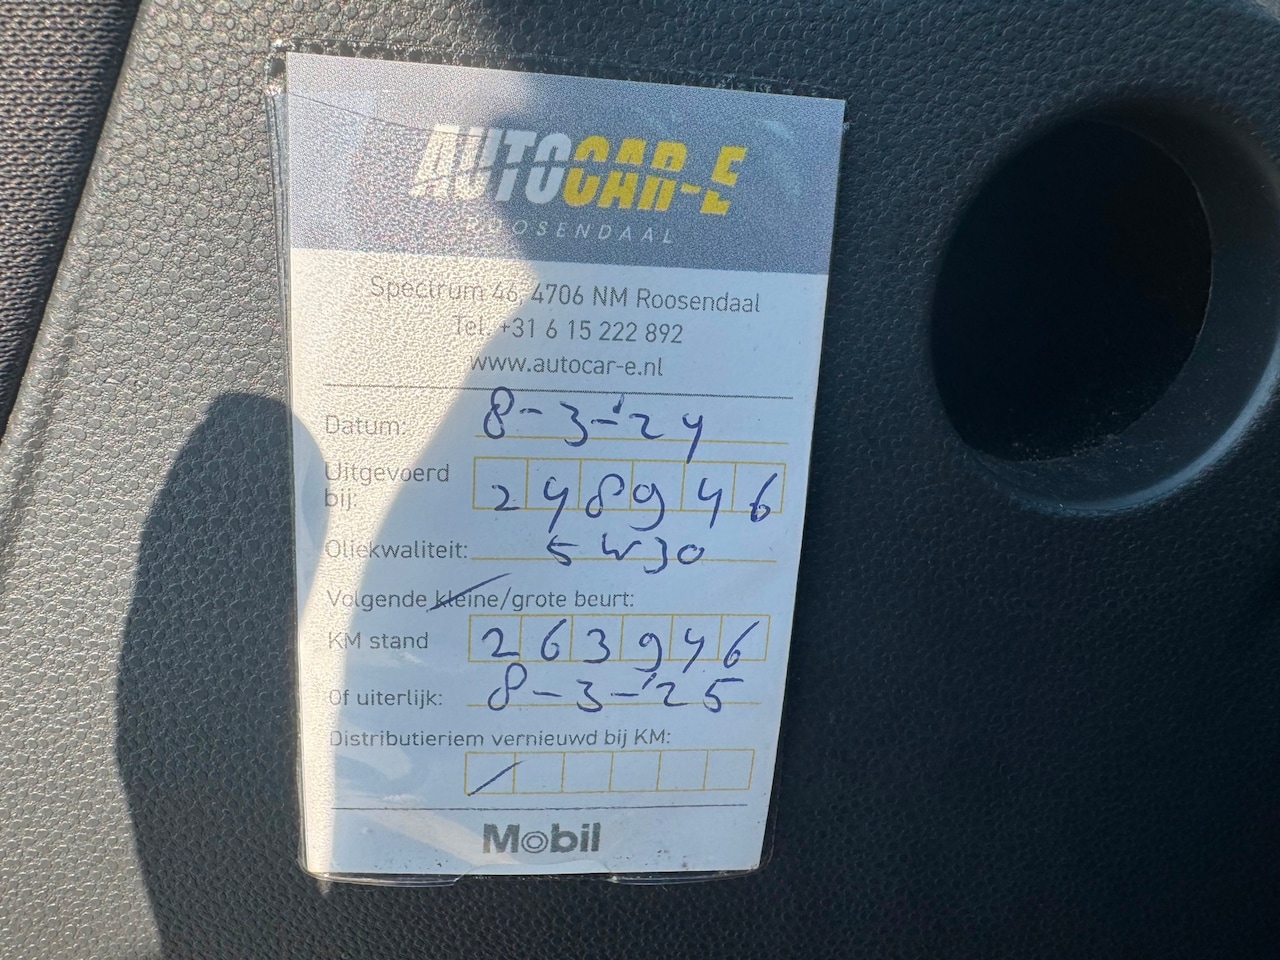 AUTOCAR-E
ROOSENDAAL
Spectrum 46, 4706 NM Roosendaal
Tel. +31 6 15 222 892
www.autocar-e.nl
Datum: 8-3-'24
Uitgevoerd bij: 248946
Oliekwaliteit: 5W30
Volgende kleine/grote beurt:
KM stand 263946
Of uiterlijk: 8-3-'25
Distributieriem vernieuwd bij KM:
/
Mobil